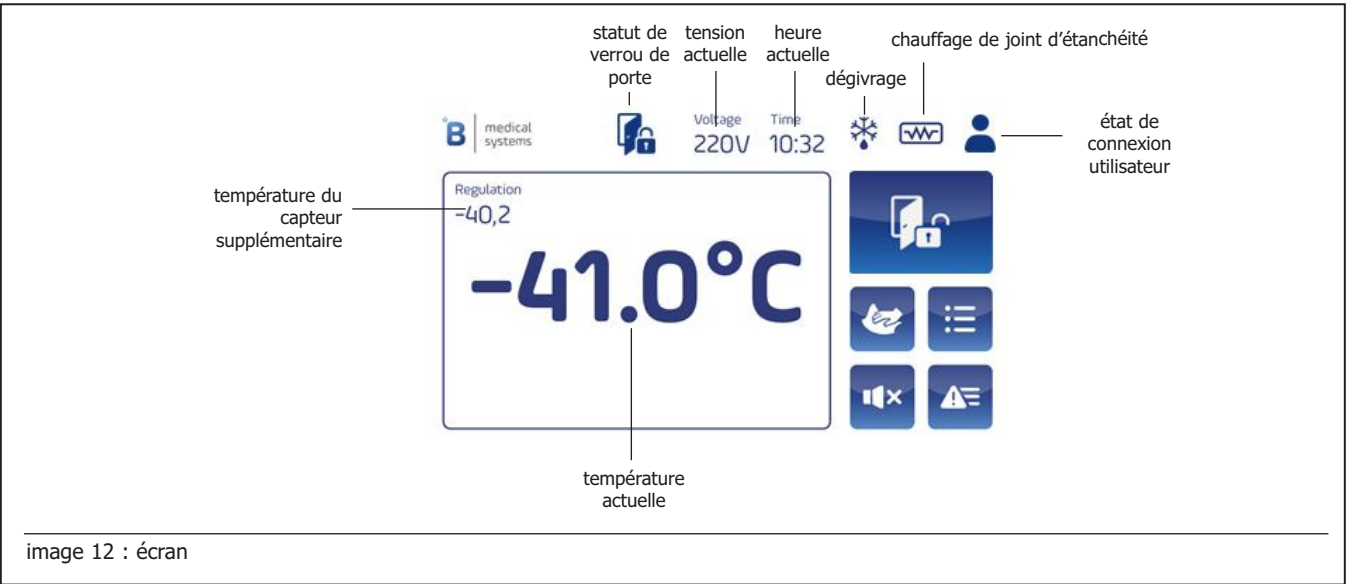 statut de
verrou de
porte
tension
actuelle
heure
actuelle
dégivrage
chauffage de joint d'étanchéité
état de
connexion
utilisateur
°B
medical
systems
Voltage
220V
Time
10:32
température du
capteur
supplémentaire
Regulation
-40,2
-41.0°C
température
actuelle
image 12 : écran